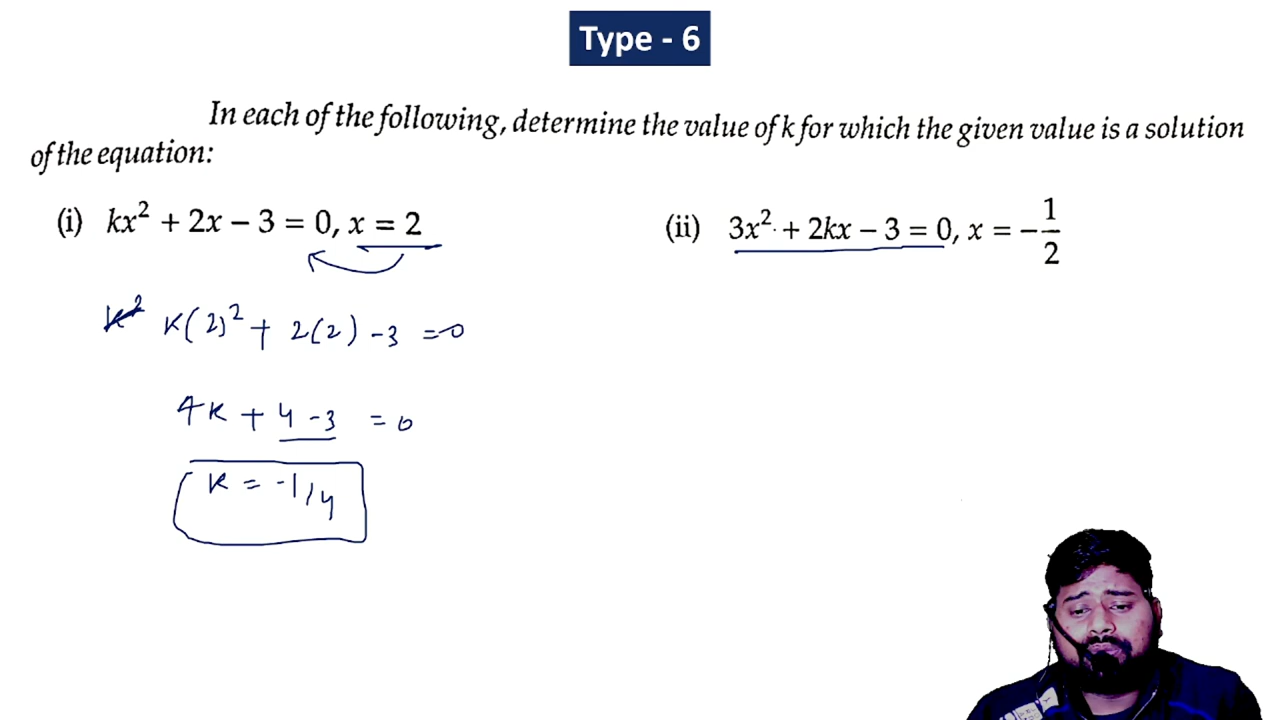 Type - 6
In each of the following, determine the value of k for which the given value is a solution
of the equation:
(i) kx² + 2x − 3 = 0, x = 2
(ii) 3x² + 2kx − 3 = 0, x = −1/2
K(2)² + 2(2) -3 =0
4K + 4 -3 = 0
K = -1/4